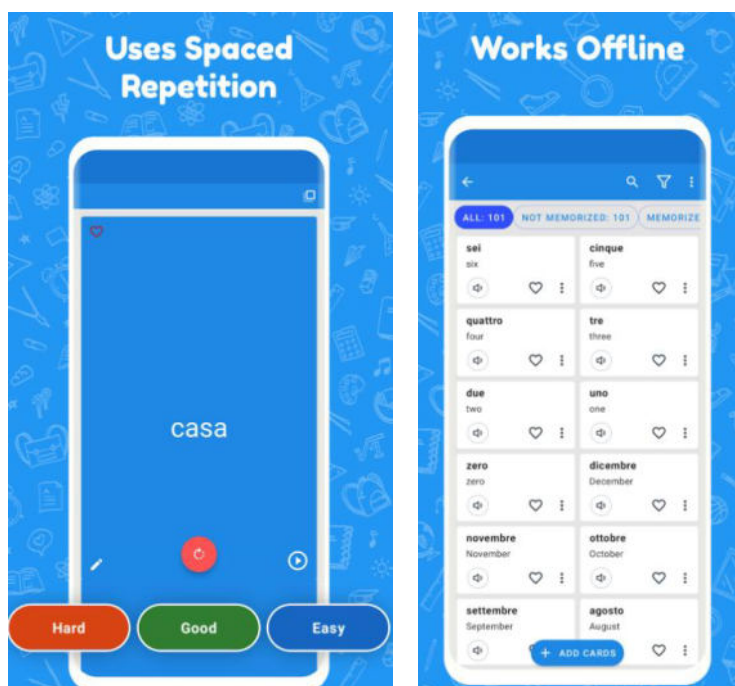 Uses Spaced
Repetition
casa
Hard
Good
Easy
Works Offline
ALL: 101
NOT MEMORIZED: 101
MEMORIZE
sei
six
cinque
five
quattro
four
tre
three
due
two
uno
one
zero
zero
dicembre
December
novembre
November
ottobre
October
settembre
September
agosto
August
+ ADD CARDS